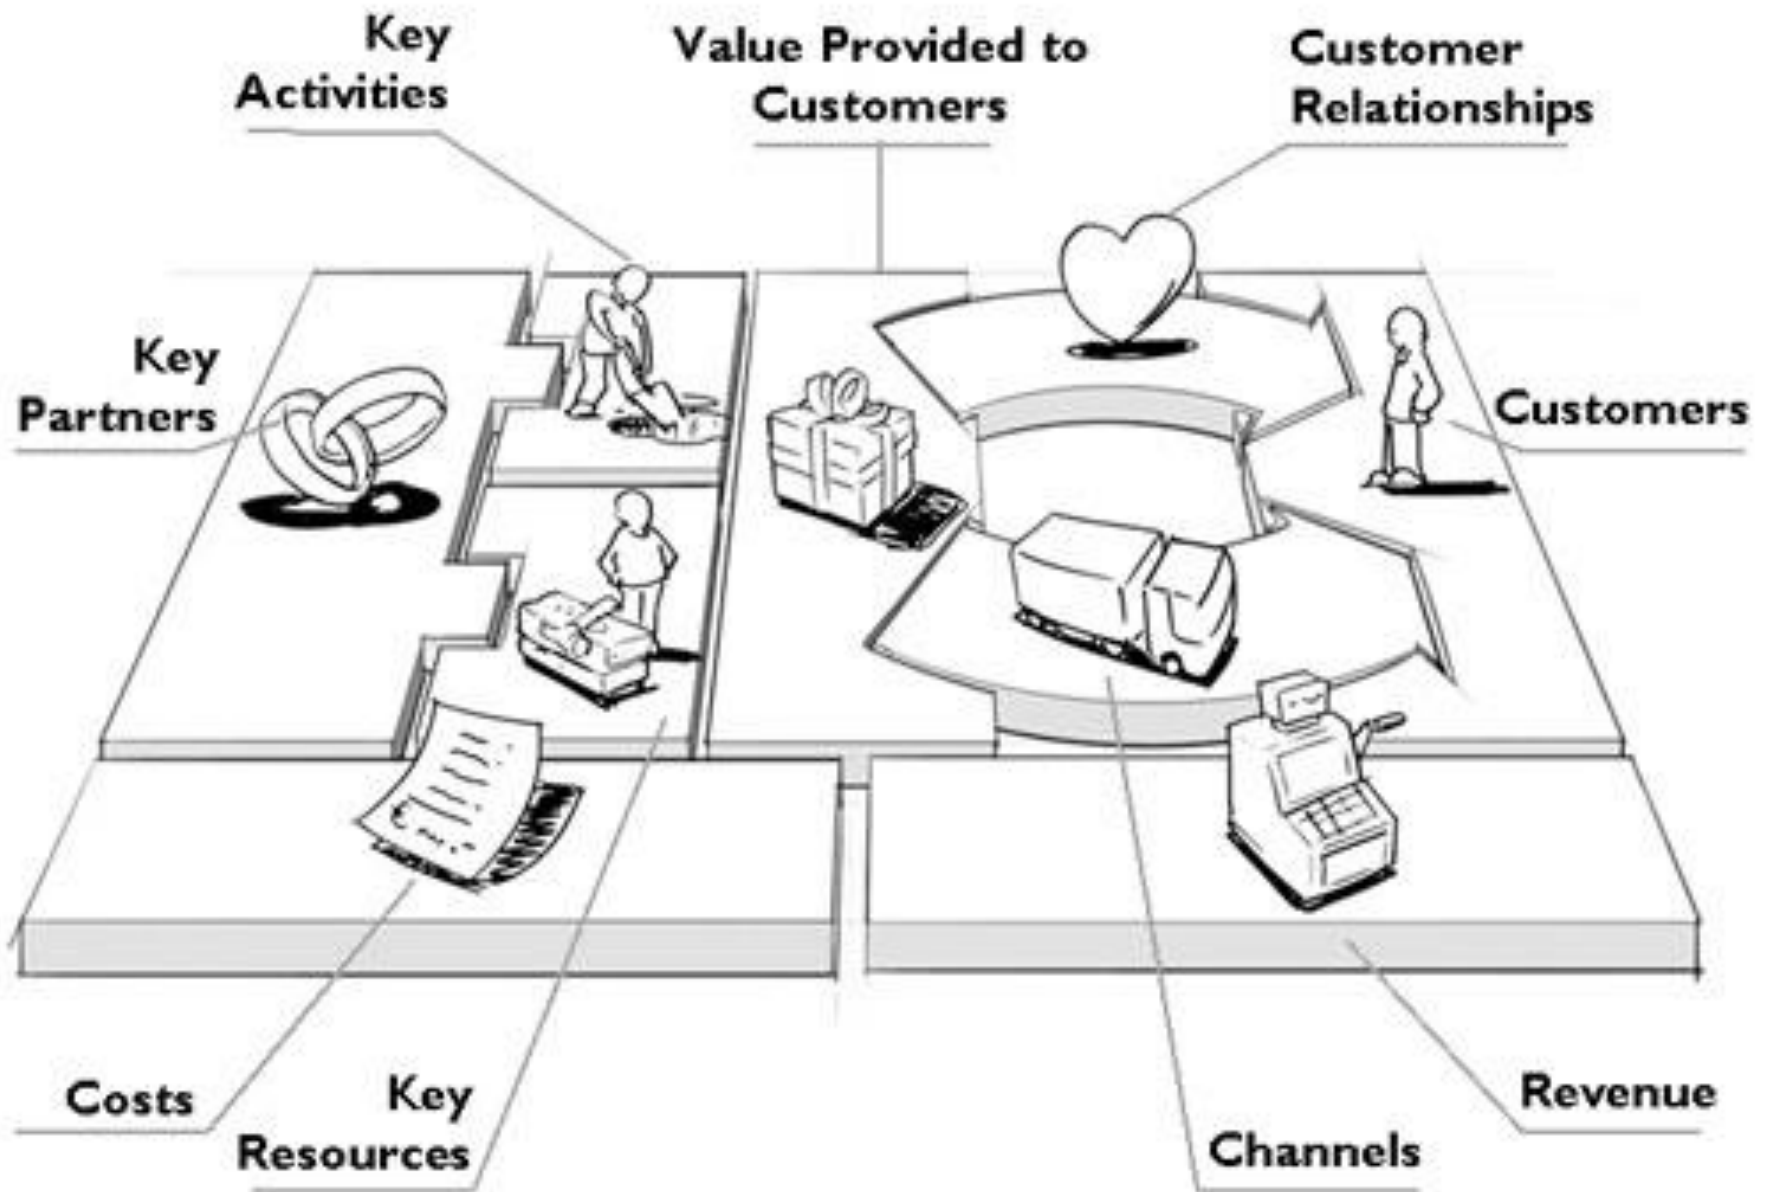 Key
Activities
Value Provided to
Customers
Customer
Relationships
Key
Partners
Customers
Costs
Key
Resources
Channels
Revenue